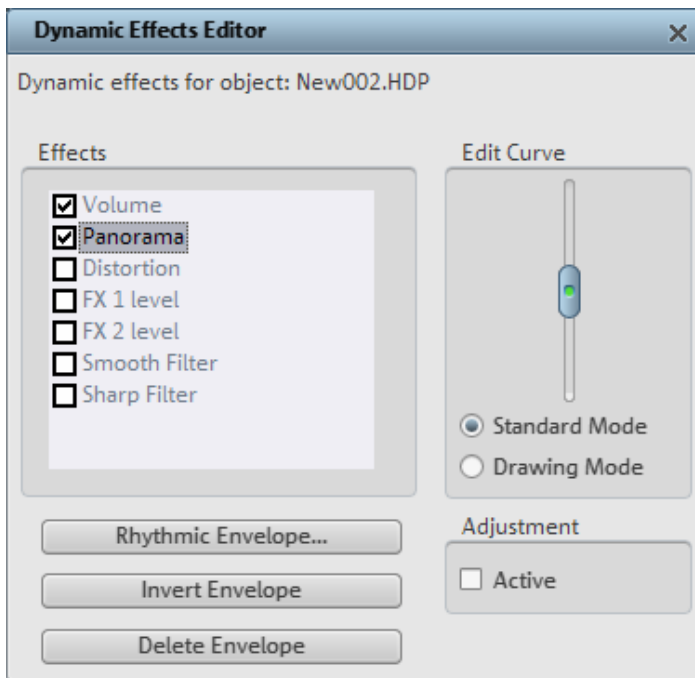 Dynamic Effects Editor
Dynamic effects for object: New002.HDP
Effects
Volume
Panorama
Distortion
FX 1 level
FX 2 level
Smooth Filter
Sharp Filter
Rhythmic Envelope...
Invert Envelope
Delete Envelope
Edit Curve
Standard Mode
Drawing Mode
Adjustment
Active